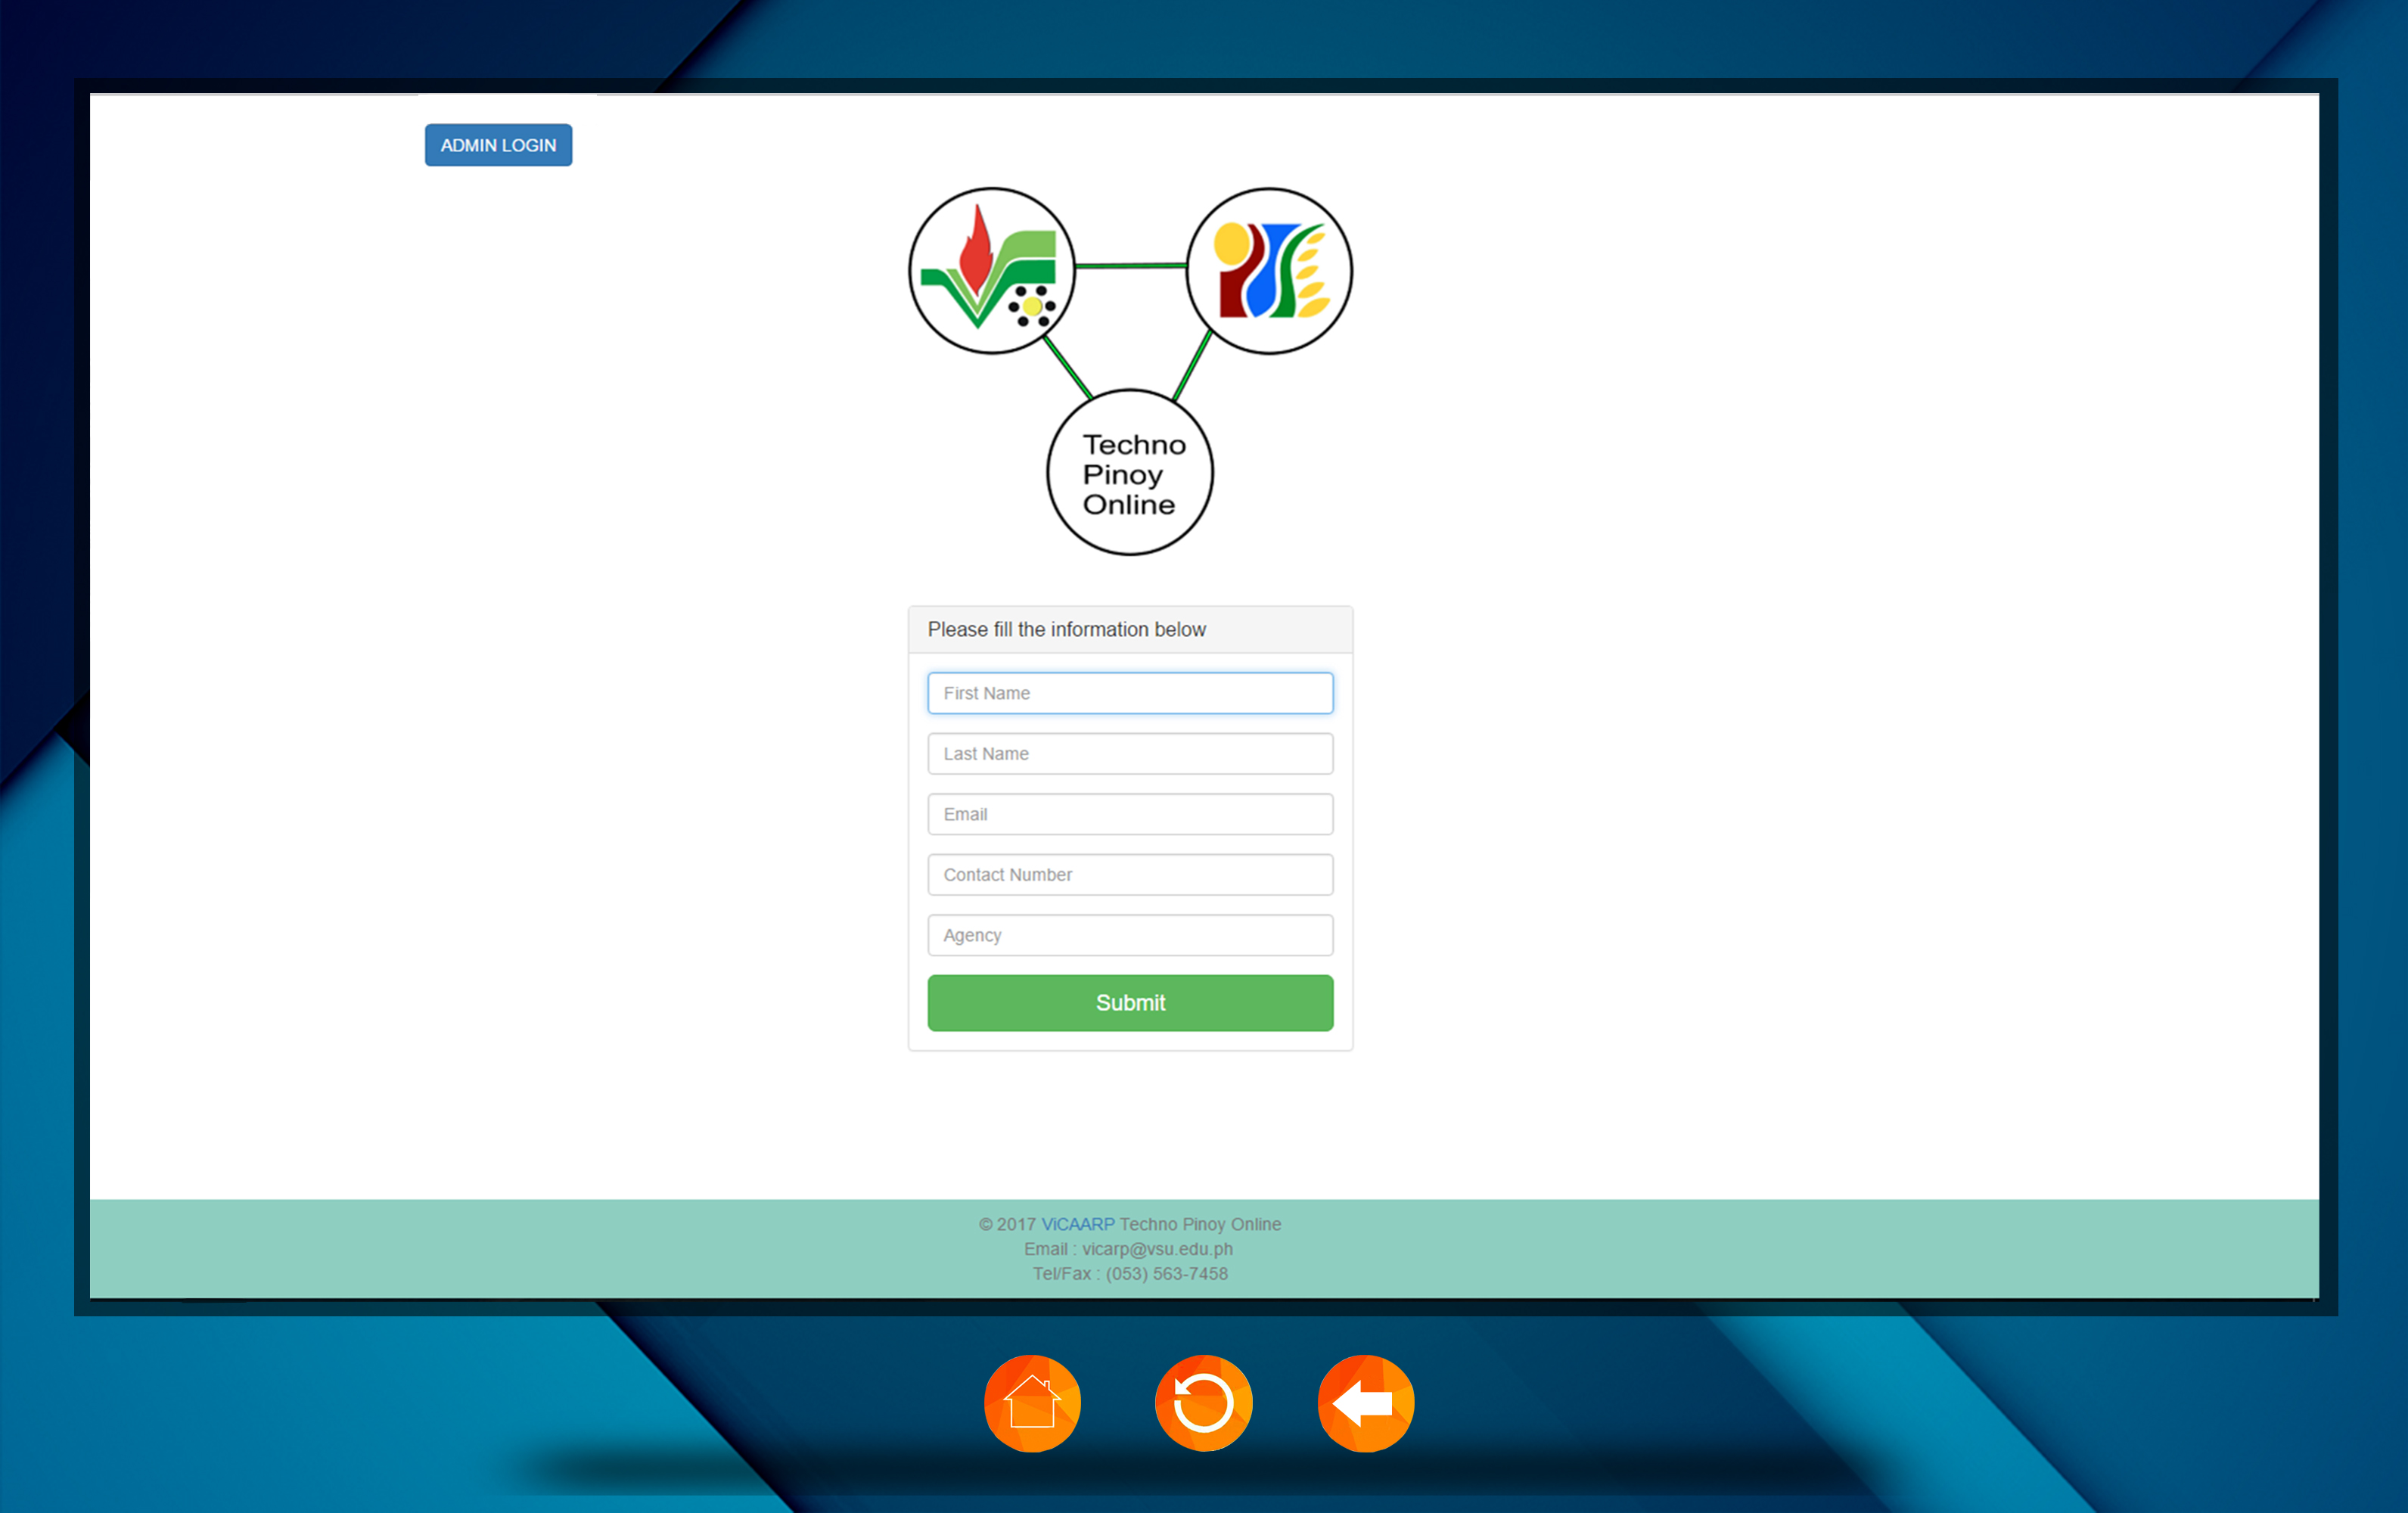 ADMIN LOGIN
Techno
Pinoy
Online
Please fill the information below
First Name
Last Name
Email
Contact Number
Agency
Submit
© 2017 ViCAARP Techno Pinoy Online
Email : vicarp@vsu.edu.ph
Tel/Fax : (053) 563-7458